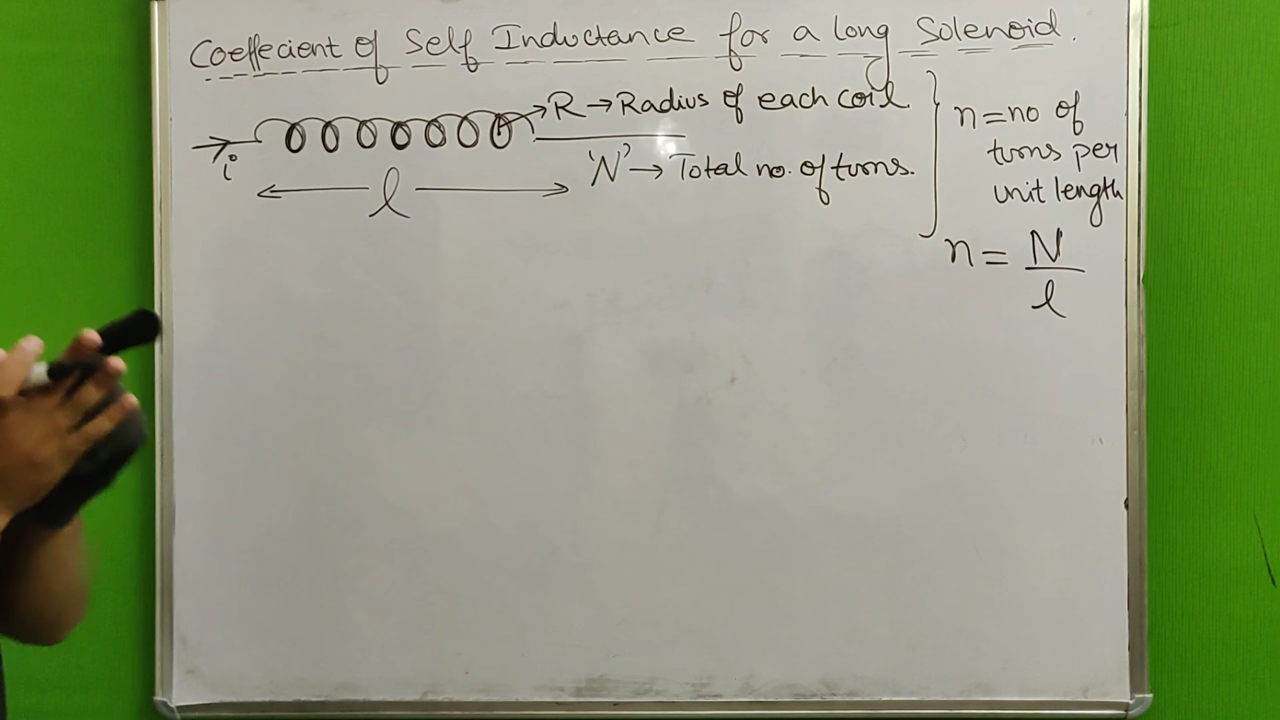 Coeffecient of Self Inductance for a long Solenoid.
R → Radius of each coil
i
'N' → Total no. of turns.
l
n = no of
turns per
unit length
n = N/l